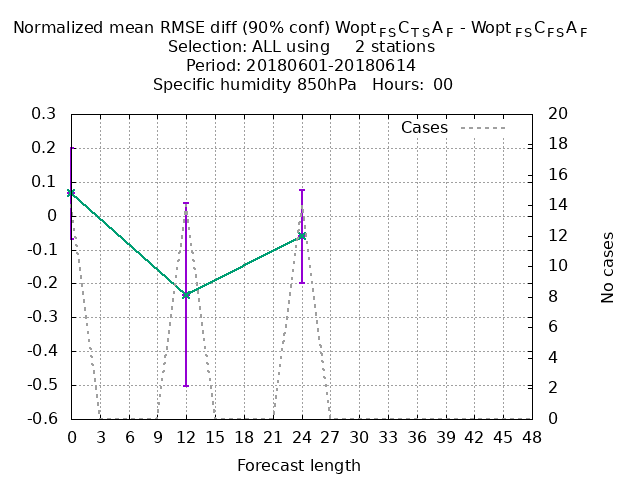 Normalized mean RMSE diff (90% conf) Wopt FS C TS A F - Wopt FS C FS A F
Selection: ALL using 2 stations
Period: 20180601-20180614
Specific humidity 850hPa Hours: 00
Cases
0.3
0.2
0.1
0
-0.1
-0.2
-0.3
-0.4
-0.5
-0.6
20
18
16
14
12
10
8
6
4
2
0
No cases
0 3 6 9 12 15 18 21 24 27 30 33 36 39 42 45 48
Forecast length